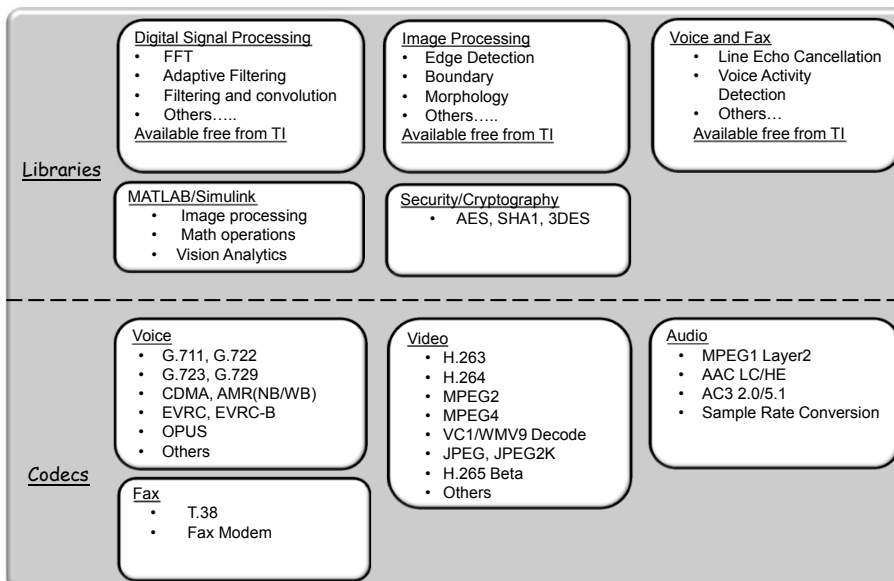 Digital Signal Processing
• FFT
• Adaptive Filtering
• Filtering and convolution
• Others…..
Available free from TI
Image Processing
• Edge Detection
• Boundary
• Morphology
• Others…..
Available free from TI
Voice and Fax
• Line Echo Cancellation
• Voice Activity
Detection
• Others…
Available free from TI
Libraries
MATLAB/Simulink
• Image processing
• Math operations
• Vision Analytics
Security/Cryptography
• AES, SHA1, 3DES
Voice
• G.711, G.722
• G.723, G.729
• CDMA, AMR(NB/WB)
• EVRC, EVRC-B
• OPUS
• Others
Video
• H.263
• H.264
• MPEG2
• MPEG4
• VC1/WMV9 Decode
• JPEG, JPEG2K
• H.265 Beta
• Others
Audio
• MPEG1 Layer2
• AAC LC/HE
• AC3 2.0/5.1
• Sample Rate Conversion
Codecs
Fax
• T.38
• Fax Modem